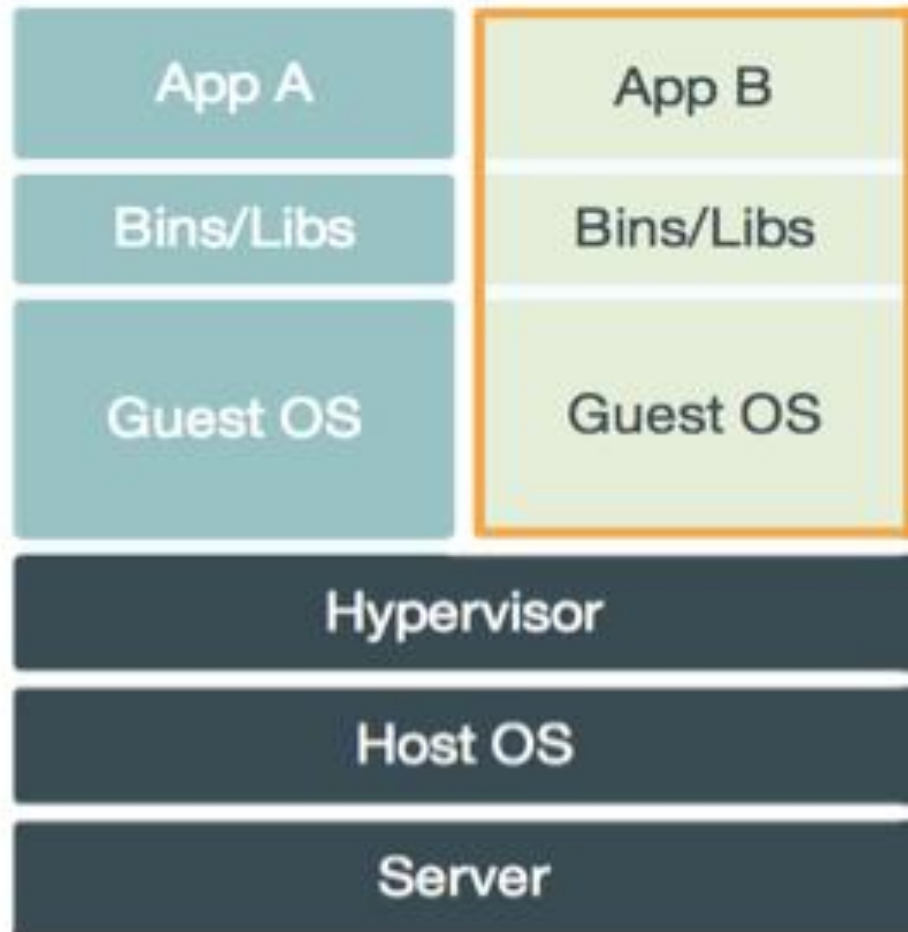 App A
App B
Bins/Libs
Bins/Libs
Guest OS
Guest OS
Hypervisor
Host OS
Server